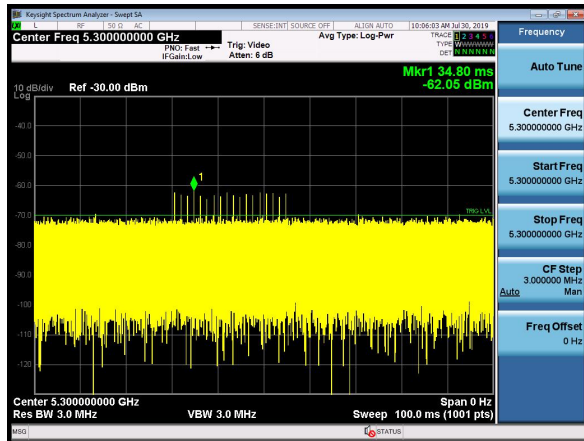 Keysight Spectrum Analyzer - Swept SA
L RF 50 Ω AC SENSE:INT SOURCE OFF ALIGN AUTO 10:06:03 AM Jul 30, 2019
Center Freq 5.300000000 GHz
PNO: Fast
IFGain:Low
Trig: Video
Atten: 6 dB
Avg Type: Log-Pwr
TRACE 1 2 3 4 5 6
TYPE WWWWWW
DET NNNNNN
Mkr1 34.80 ms
-62.05 dBm
10 dB/div Ref -30.00 dBm
Log
-40.0
-50.0
-60.0
-70.0
-80.0
-90.0
-100
-110
-120
1
TRIG LVL
Center 5.300000000 GHz Span 0 Hz
Res BW 3.0 MHz VBW 3.0 MHz Sweep 100.0 ms (1001 pts)
MSG STATUS
Frequency
Auto Tune
Center Freq
5.300000000 GHz
Start Freq
5.300000000 GHz
Stop Freq
5.300000000 GHz
CF Step
3.000000 MHz
Auto Man
Freq Offset
0 Hz